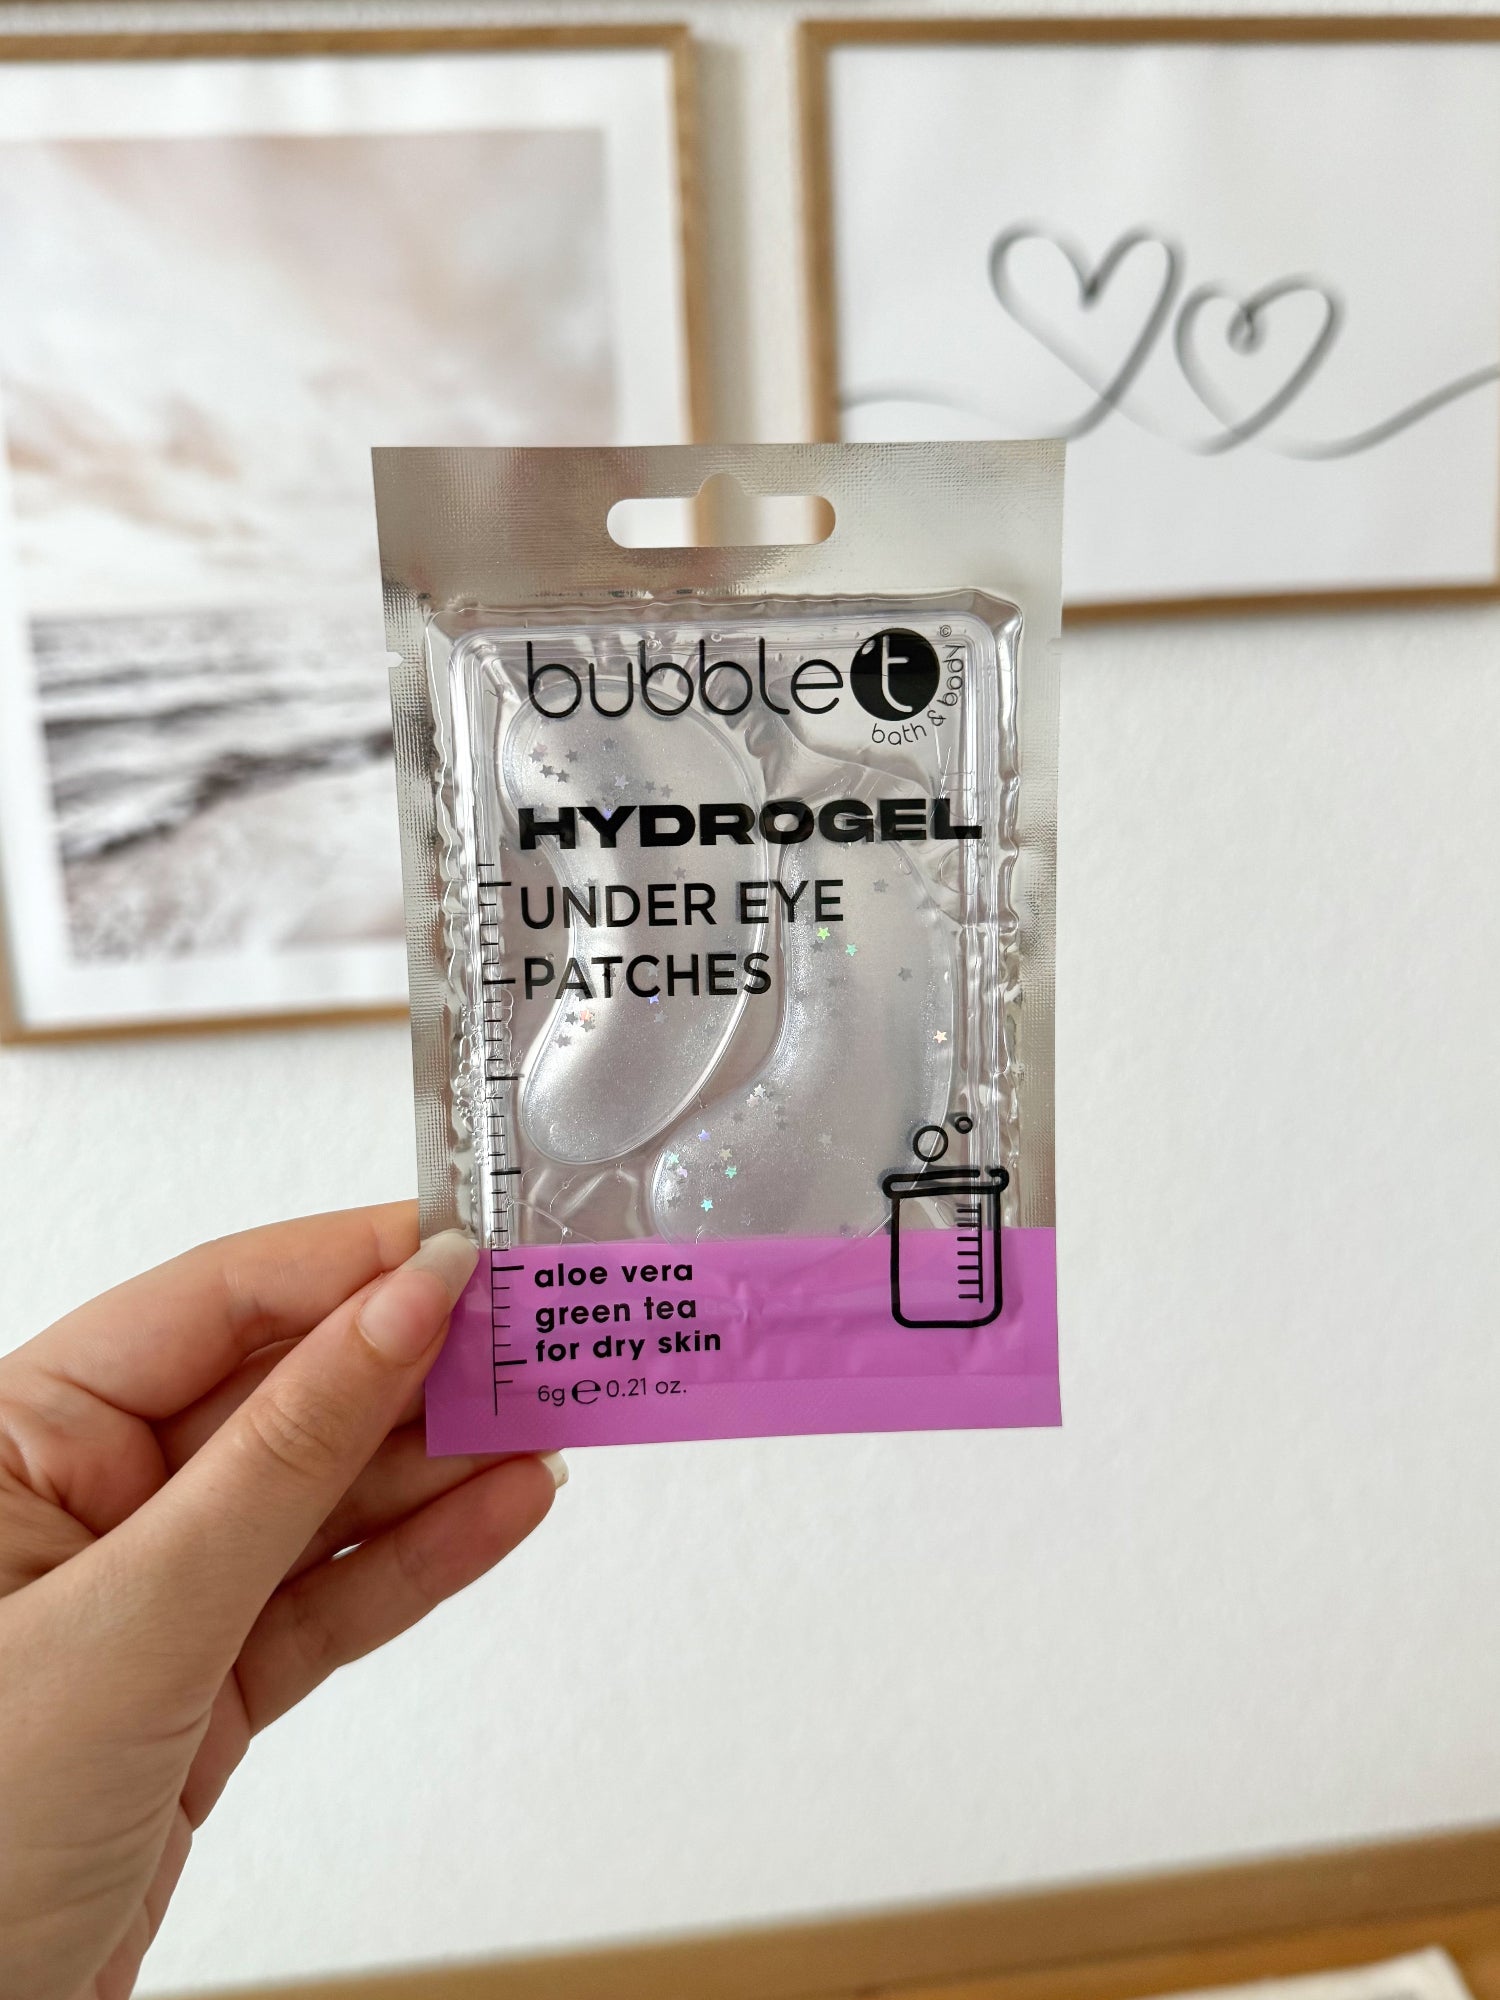 bubble t
bath & body ©
HYDROGEL
UNDER EYE
PATCHES
aloe vera
green tea
for dry skin
6g ℮ 0.21 oz.